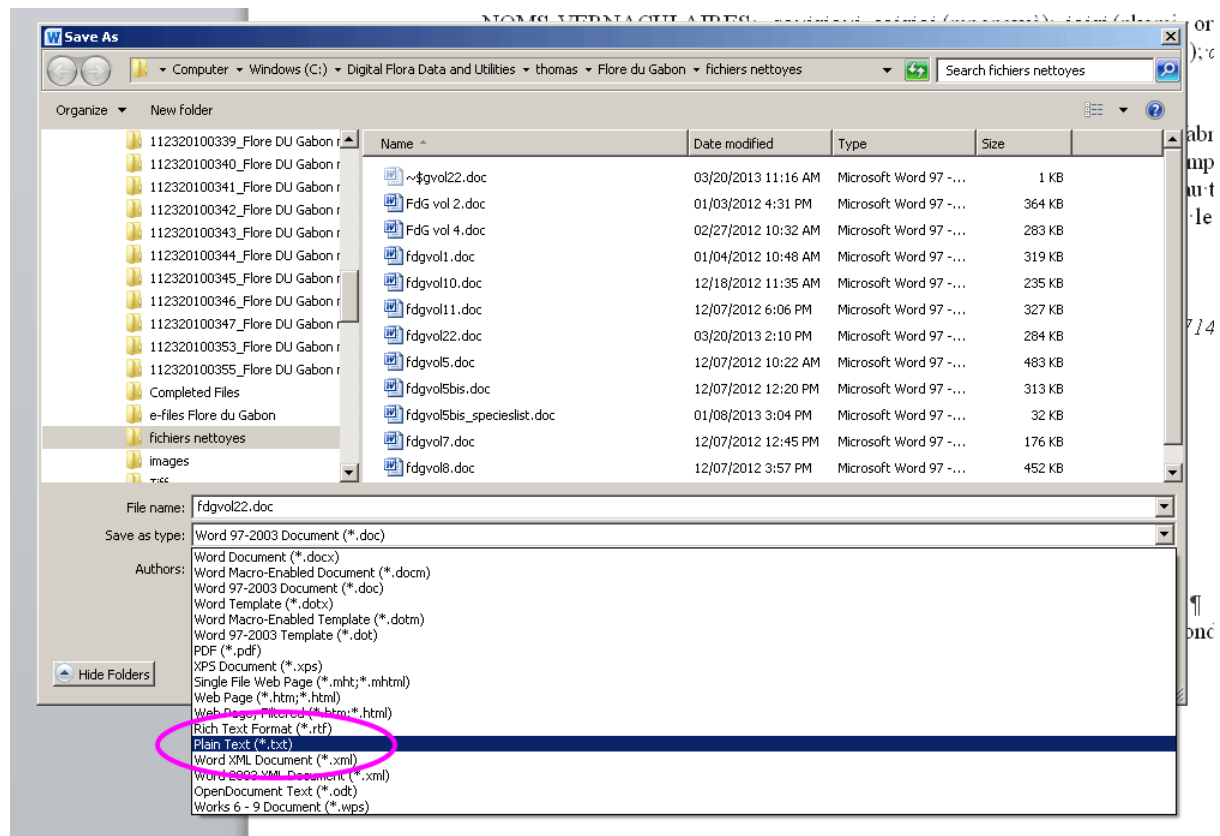 NOMS VERNACULAIRES:
Save As
or
Computer Windows (C:) Digital Flora Data and Utilities thomas Flore du Gabon fichiers nettoyes Search fichiers nettoyes
Organize New folder
Name Date modified Type Size
112320100339_Flore DU Gabon
112320100340_Flore DU Gabon
112320100341_Flore DU Gabon
112320100342_Flore DU Gabon
112320100343_Flore DU Gabon
112320100344_Flore DU Gabon
112320100345_Flore DU Gabon
112320100346_Flore DU Gabon
112320100347_Flore DU Gabon
112320100353_Flore DU Gabon
112320100355_Flore DU Gabon
Completed Files
e-files Flore du Gabon
fichiers nettoyes
images
Tiff
~$gvol22.doc 03/20/2013 11:16 AM Microsoft Word 97 -... 1 KB
FdG vol 2.doc 01/03/2012 4:31 PM Microsoft Word 97 -... 364 KB
FdG vol 4.doc 02/27/2012 10:32 AM Microsoft Word 97 -... 283 KB
fdgvol1.doc 01/04/2012 10:48 AM Microsoft Word 97 -... 319 KB
fdgvol10.doc 12/18/2012 11:35 AM Microsoft Word 97 -... 235 KB
fdgvol11.doc 12/07/2012 6:06 PM Microsoft Word 97 -... 327 KB
fdgvol22.doc 03/20/2013 2:10 PM Microsoft Word 97 -... 284 KB
fdgvol5.doc 12/07/2012 10:22 AM Microsoft Word 97 -... 483 KB
fdgvol5bis.doc 12/07/2012 12:20 PM Microsoft Word 97 -... 313 KB
fdgvol5bis_specieslist.doc 01/08/2013 3:04 PM Microsoft Word 97 -... 32 KB
fdgvol7.doc 12/07/2012 12:45 PM Microsoft Word 97 -... 176 KB
fdgvol8.doc 12/07/2012 3:57 PM Microsoft Word 97 -... 452 KB
File name: fdgvol22.doc
Save as type: Word 97-2003 Document (*.doc)
Authors:
Word Document (*.docx)
Word Macro-Enabled Document (*.docm)
Word 97-2003 Document (*.doc)
Word Template (*.dotx)
Word Macro-Enabled Template (*.dotm)
Word 97-2003 Template (*.dot)
PDF (*.pdf)
XPS Document (*.xps)
Single File Web Page (*.mht;*.mhtml)
Web Page (*.htm;*.html)
Web Page, Filtered (*.htm;*.html)
Rich Text Format (*.rtf)
Plain Text (*.txt)
Word XML Document (*.xml)
Word 2003 XML Document (*.xml)
OpenDocument Text (*.odt)
Works 6 - 9 Document (*.wps)
Hide Folders